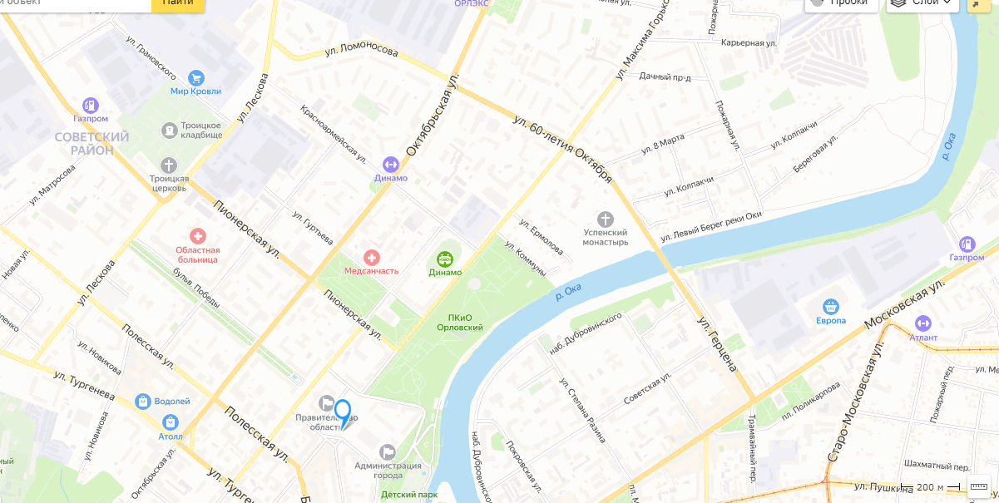 й объект
Найти
Пробки
Слои
ОРЛЭКС
ул. Максима Горько
Пожарная
Карьерная ул.
ул. Ломоносова
ул. Грановского
Мир Кровли
ул. Лескова
Дачный пр-д
Газпром
СОВЕТСКИЙ
РАЙОН
Троицкое
кладбище
Красноармейская ул.
Октябрьская ул.
ул. 60-летия Октября
Пожарная ул.
ул. 8 Марта
ул. Колпакчи
Береговая ул.
р. Ока
Динамо
Троицкая
церковь
ул. Матросова
ул. Колпакчи
Пионерская ул.
ул. Гуртьева
ул. Ермолова
Успенский
монастырь
ул. Левый Берег реки Оки
Областная
больница
Новая ул.
ул. Лескова
бульв. Победы
Медсанчасть
Динамо
ул. Коммуны
Газпром
р. Ока
Пионерская ул.
ПКиО
Орловский
Европа
Московская ул.
Атлант
наб. Дубровинского
ул. Герцена
Полесская ул.
ул. Новикова
ул. Тургенева
Водолей
Атолл
Правительство
области
ул. Степана Разина
Советская ул.
пл. Поликарпова
Старо-Московская ул.
Пожарный пер.
ул. Ме
Полесская ул.
ул. Новикова
Октябрьская ул.
ул. Турген
Администрация
города
Детский парк
наб. Дубровинско
Покровская ул.
пл. М
Трамвайный пер.
Шахматный пер.
ул. Пушкина
200 м